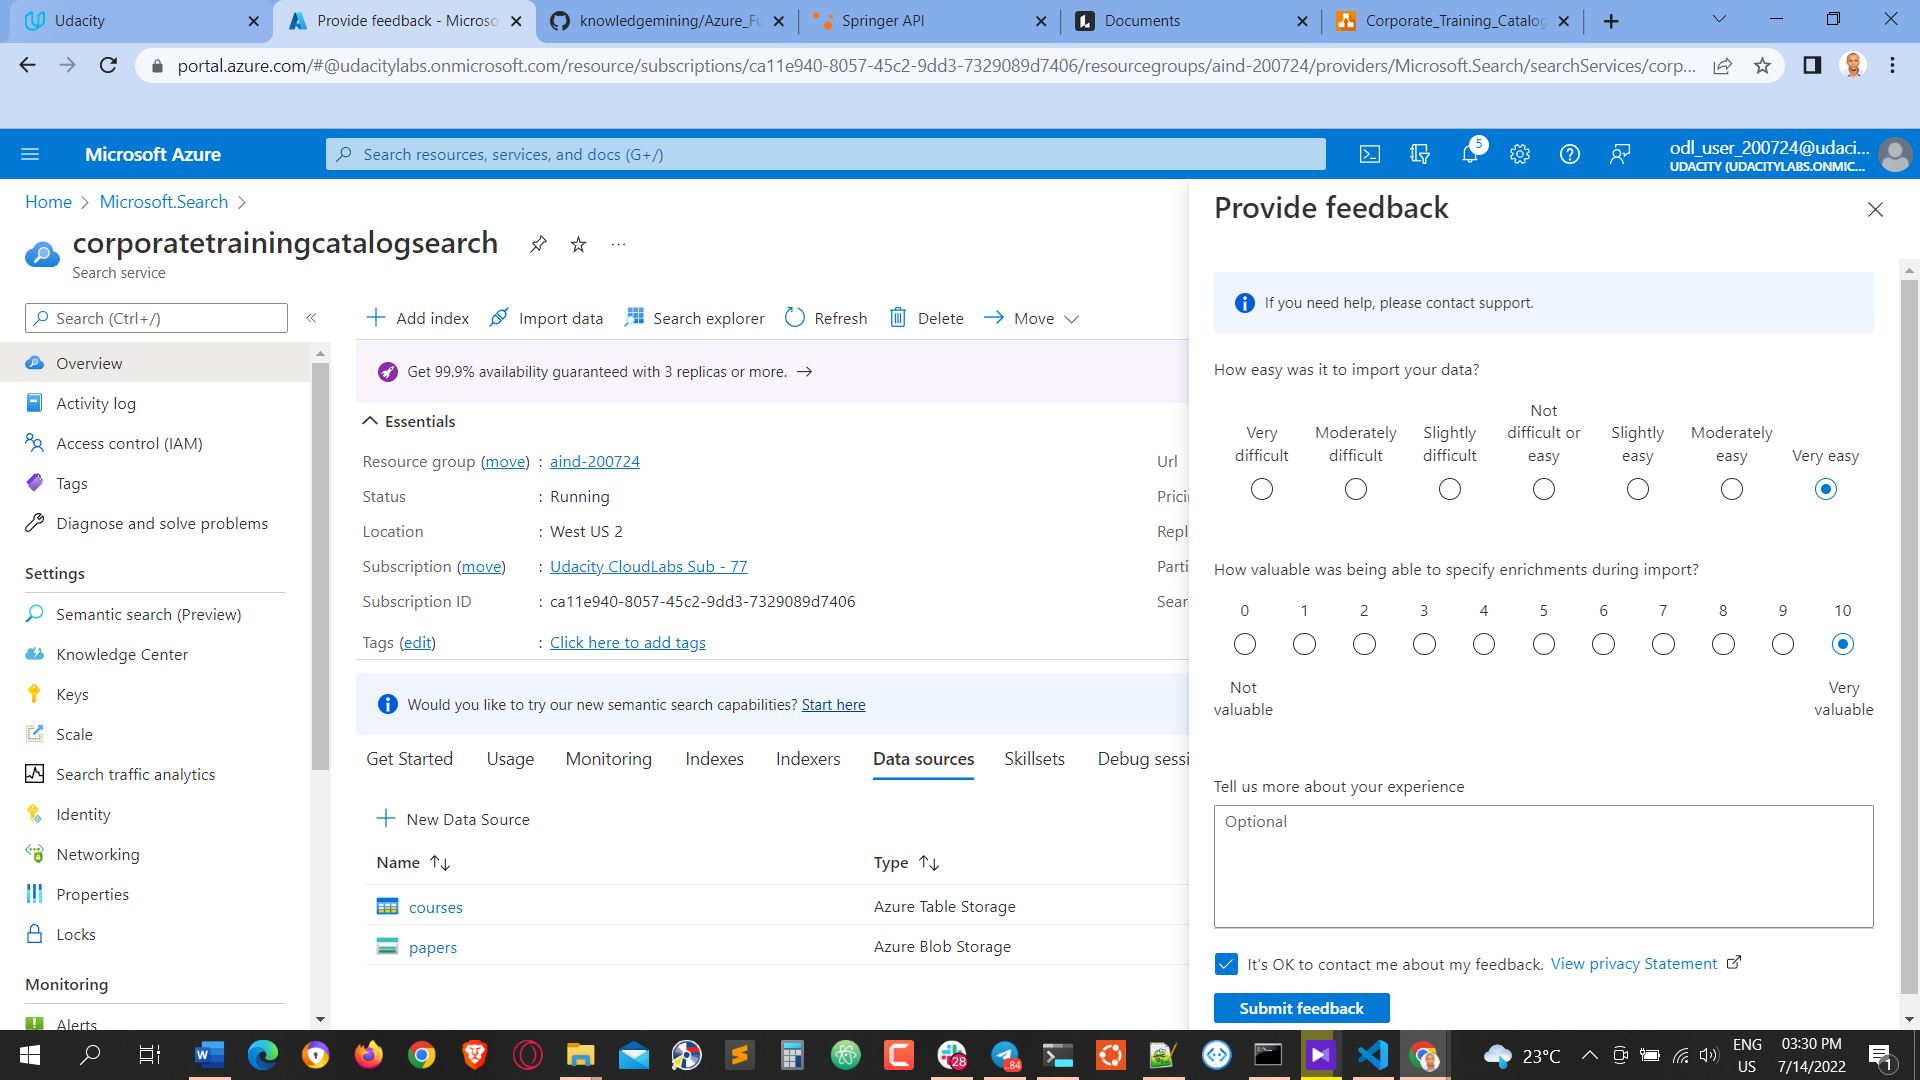 Udacity
Provide feedback - Microso
knowledgemining/Azure_Fu
Springer API
Documents
Corporate_Training_Catalog
portal.azure.com/#@udacitylabs.onmicrosoft.com/resource/subscriptions/ca11e940-8057-45c2-9dd3-7329089d7406/resourcegroups/aind-200724/providers/Microsoft.Search/searchServices/corp...
Microsoft Azure
Search resources, services, and docs (G+/)
5
odl_user_200724@udaci...
UDACITY (UDACITYLABS.ONMIC...
Home > Microsoft.Search >
corporatetrainingcatalogsearch
Search service
Search (Ctrl+/)
Overview
Activity log
Access control (IAM)
Tags
Diagnose and solve problems
Settings
Semantic search (Preview)
Knowledge Center
Keys
Scale
Search traffic analytics
Identity
Networking
Properties
Locks
Monitoring
Alerts
Add index
Import data
Search explorer
Refresh
Delete
Move
Get 99.9% availability guaranteed with 3 replicas or more. →
Essentials
Resource group (move) : aind-200724
Status : Running
Location : West US 2
Subscription (move) : Udacity CloudLabs Sub - 77
Subscription ID : ca11e940-8057-45c2-9dd3-7329089d7406
Tags (edit) : Click here to add tags
Url
Prici
Repl
Parti
Sear
Would you like to try our new semantic search capabilities? Start here
Get Started
Usage
Monitoring
Indexes
Indexers
Data sources
Skillsets
Debug sessi
New Data Source
Name
Type
courses
Azure Table Storage
papers
Azure Blob Storage
Provide feedback
If you need help, please contact support.
How easy was it to import your data?
Very difficult
Moderately difficult
Slightly difficult
Not difficult or easy
Slightly easy
Moderately easy
Very easy
How valuable was being able to specify enrichments during import?
0 1 2 3 4 5 6 7 8 9 10
Not valuable
Very valuable
Tell us more about your experience
Optional
It's OK to contact me about my feedback. View privacy Statement
Submit feedback
28
84
23°C
ENG
US
03:30 PM
7/14/2022
1